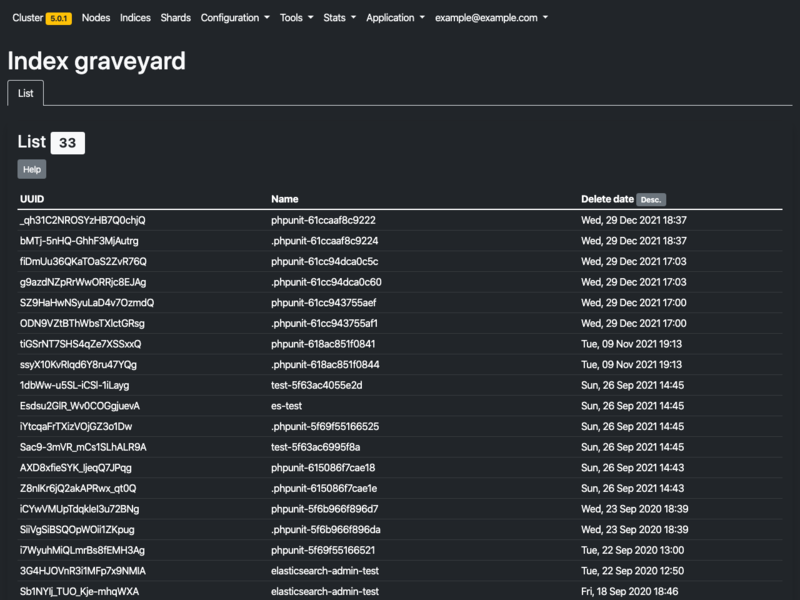 Cluster 5.0.1 Nodes Indices Shards Configuration Tools Stats Application example@example.com
Index graveyard
List
List 33
Help
UUID Name Delete date Desc.
_qh31C2NROSYzHB7Q0chjQ phpunit-61ccaaf8c9222 Wed, 29 Dec 2021 18:37
bMTj-5nHQ-GhhF3MjAutrg .phpunit-61ccaaf8c9224 Wed, 29 Dec 2021 18:37
fiDmUu36QKaTOaS2ZvR76Q phpunit-61cc94dca0c5c Wed, 29 Dec 2021 17:03
g9azdNZpRrWwORRjc8EJAg .phpunit-61cc94dca0c60 Wed, 29 Dec 2021 17:03
SZ9HaHwNSyuLaD4v7OzmdQ phpunit-61cc943755aef Wed, 29 Dec 2021 17:00
ODN9VZtBThWbsTXlctGRsg .phpunit-61cc943755af1 Wed, 29 Dec 2021 17:00
tiGSrNT7SHS4qZe7XSSxxQ phpunit-618ac851f0841 Tue, 09 Nov 2021 19:13
ssyX10KvRlqd6Y8ru47YQg .phpunit-618ac851f0844 Tue, 09 Nov 2021 19:13
1dbWw-u5SL-iCSl-1iLayg test-5f63ac4055e2d Sun, 26 Sep 2021 14:45
Esdsu2GlR_Wv0COGgjuevA es-test Sun, 26 Sep 2021 14:45
iYtcqaFrTXizVOjGZ3o1Dw .phpunit-5f69f55166525 Sun, 26 Sep 2021 14:45
Sac9-3mVR_mCs1SLhALR9A test-5f63ac6995f8a Sun, 26 Sep 2021 14:45
AXD8xfieSYK_ljeqQ7JPqg phpunit-615086f7cae18 Sun, 26 Sep 2021 14:43
Z8nlKr6jQ2akAPRwx_qt0Q .phpunit-615086f7cae1e Sun, 26 Sep 2021 14:43
iCYwVMUpTdqkleI3u72BNg phpunit-5f6b966f896d7 Wed, 23 Sep 2020 18:39
SiiVgSiBSQOpWOii1ZKpug .phpunit-5f6b966f896da Wed, 23 Sep 2020 18:39
i7WyuhMiQLmrBs8fEMH3Ag phpunit-5f69f55166521 Tue, 22 Sep 2020 13:00
3G4HJOVnR3i1MFp7x9NMIA elasticsearch-admin-test Tue, 22 Sep 2020 12:50
Sb1NYlj_TUO_Kje-mhqWXA elasticsearch-admin-test Fri, 18 Sep 2020 18:46